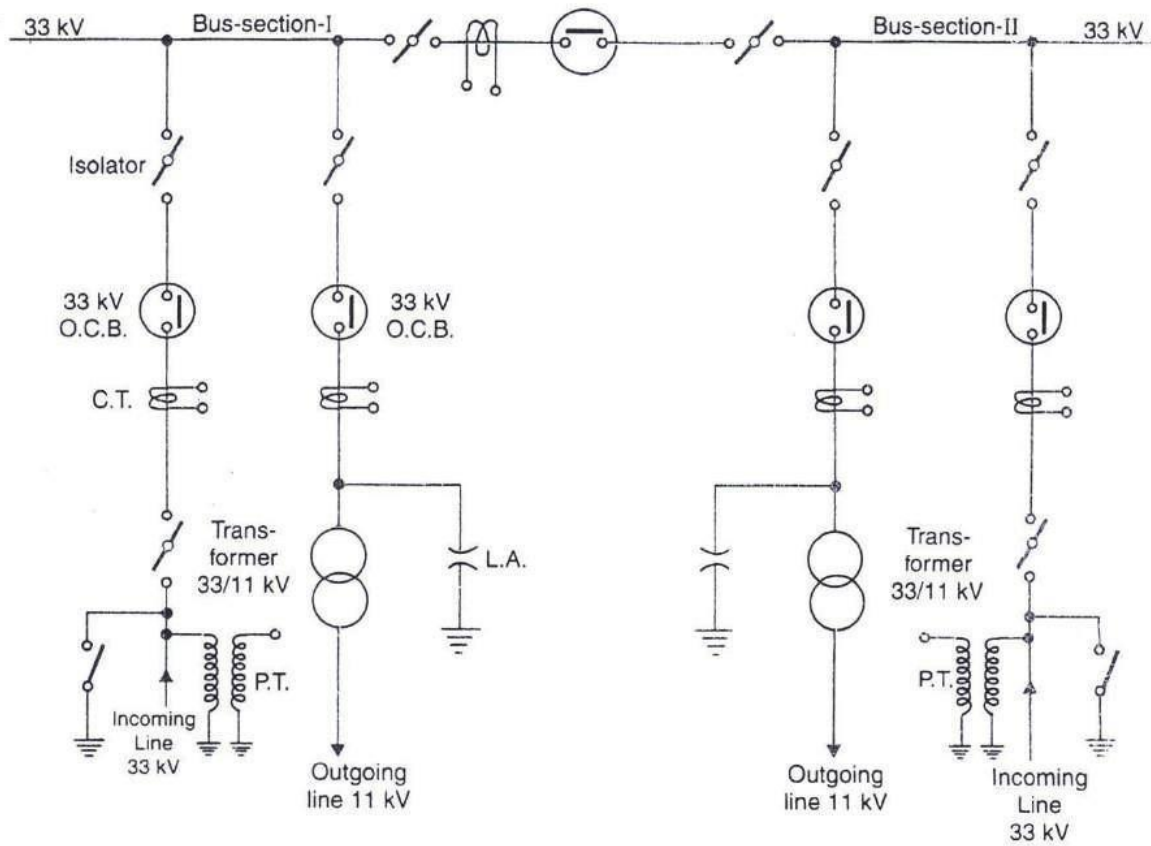 33 kV
Bus-section-I
Bus-section-II
33 kV
Isolator
33 kV
O.C.B.
33 kV
O.C.B.
C.T.
Trans-
former
33/11 kV
L.A.
Trans-
former
33/11 kV
P.T.
P.T.
Incoming
Line
33 kV
Outgoing
line 11 kV
Outgoing
line 11 kV
Incoming
Line
33 kV